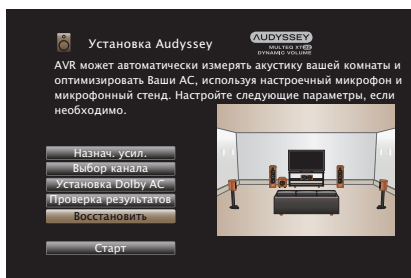 Установка Audyssey
AUDYSSEY
MULTEQ XT32
DYNAMIC VOLUME
AVR может автоматически измерять акустику вашей комнаты и
оптимизировать Ваши АС, используя настроечный микрофон и
микрофонный стенд. Настройте следующие параметры, если
необходимо.
Назнач. усил.
Выбор канала
Установка Dolby АС
Проверка результатов
Восстановить
Старт